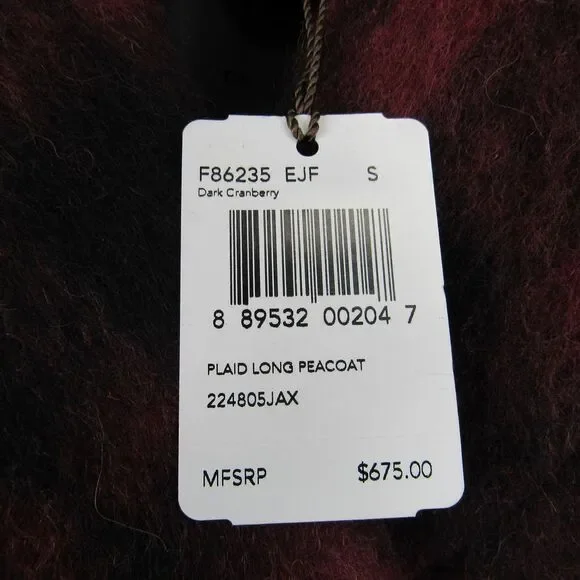 F86235 EJF S
Dark Cranberry
8 89532 00204 7
PLAID LONG PEACOAT
224805JAX
MFSRP $675.00